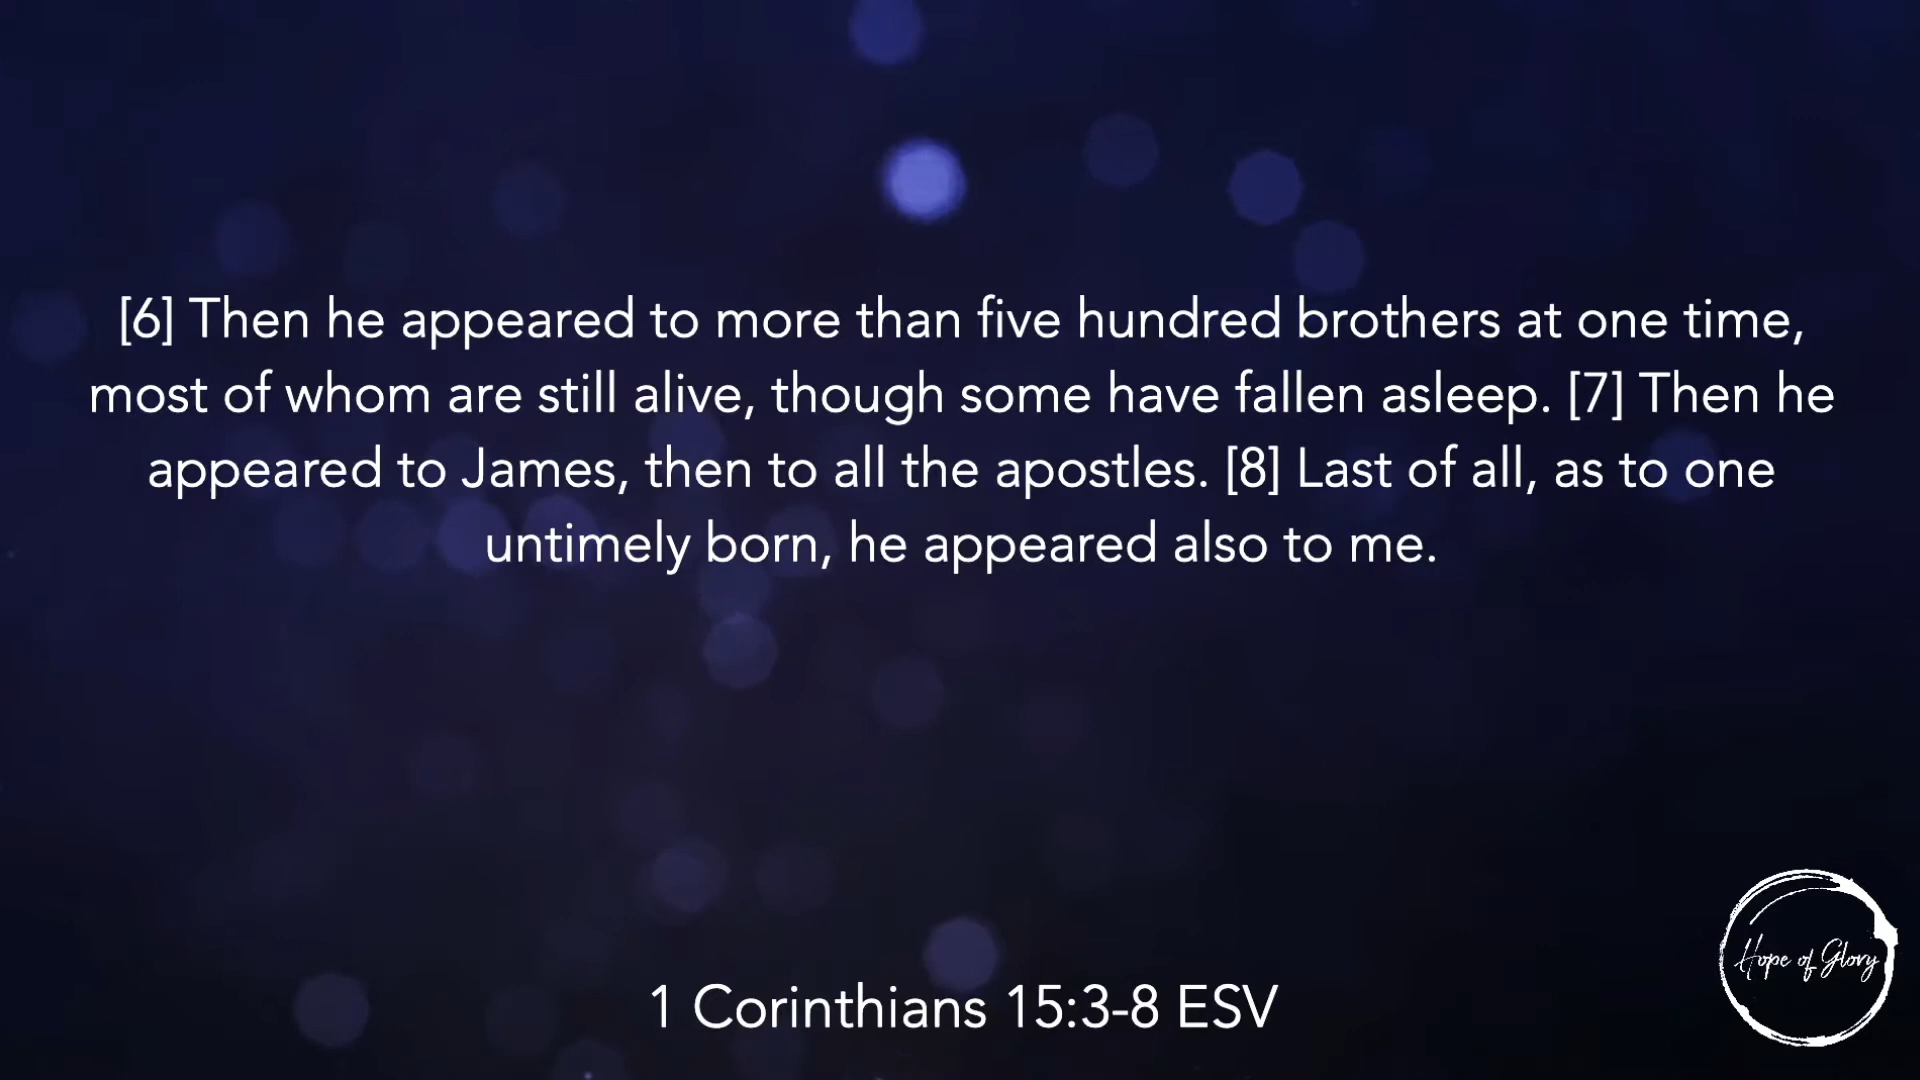 [6] Then he appeared to more than five hundred brothers at one time,
most of whom are still alive, though some have fallen asleep. [7] Then he
appeared to James, then to all the apostles. [8] Last of all, as to one
untimely born, he appeared also to me.
1 Corinthians 15:3-8 ESV
Hope of Glory